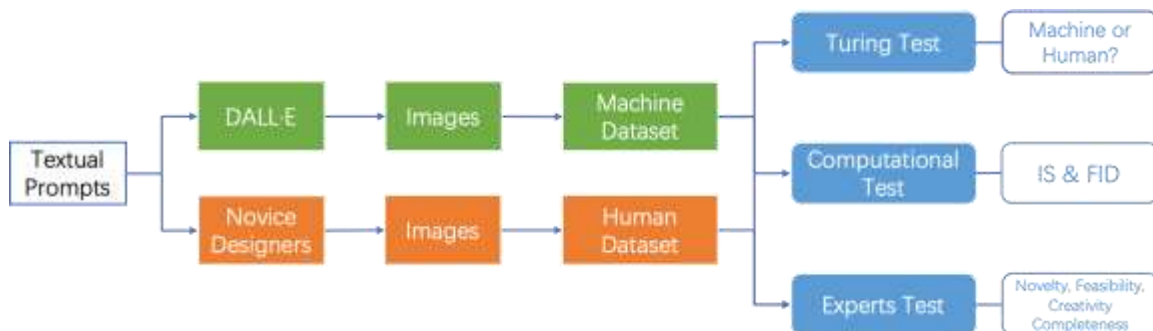 Textual
Prompts
DALL·E
Images
Machine
Dataset
Novice
Designers
Images
Human
Dataset
Turing Test
Machine or
Human?
Computational
Test
IS & FID
Experts Test
Novelty, Feasibility,
Creativity
Completeness